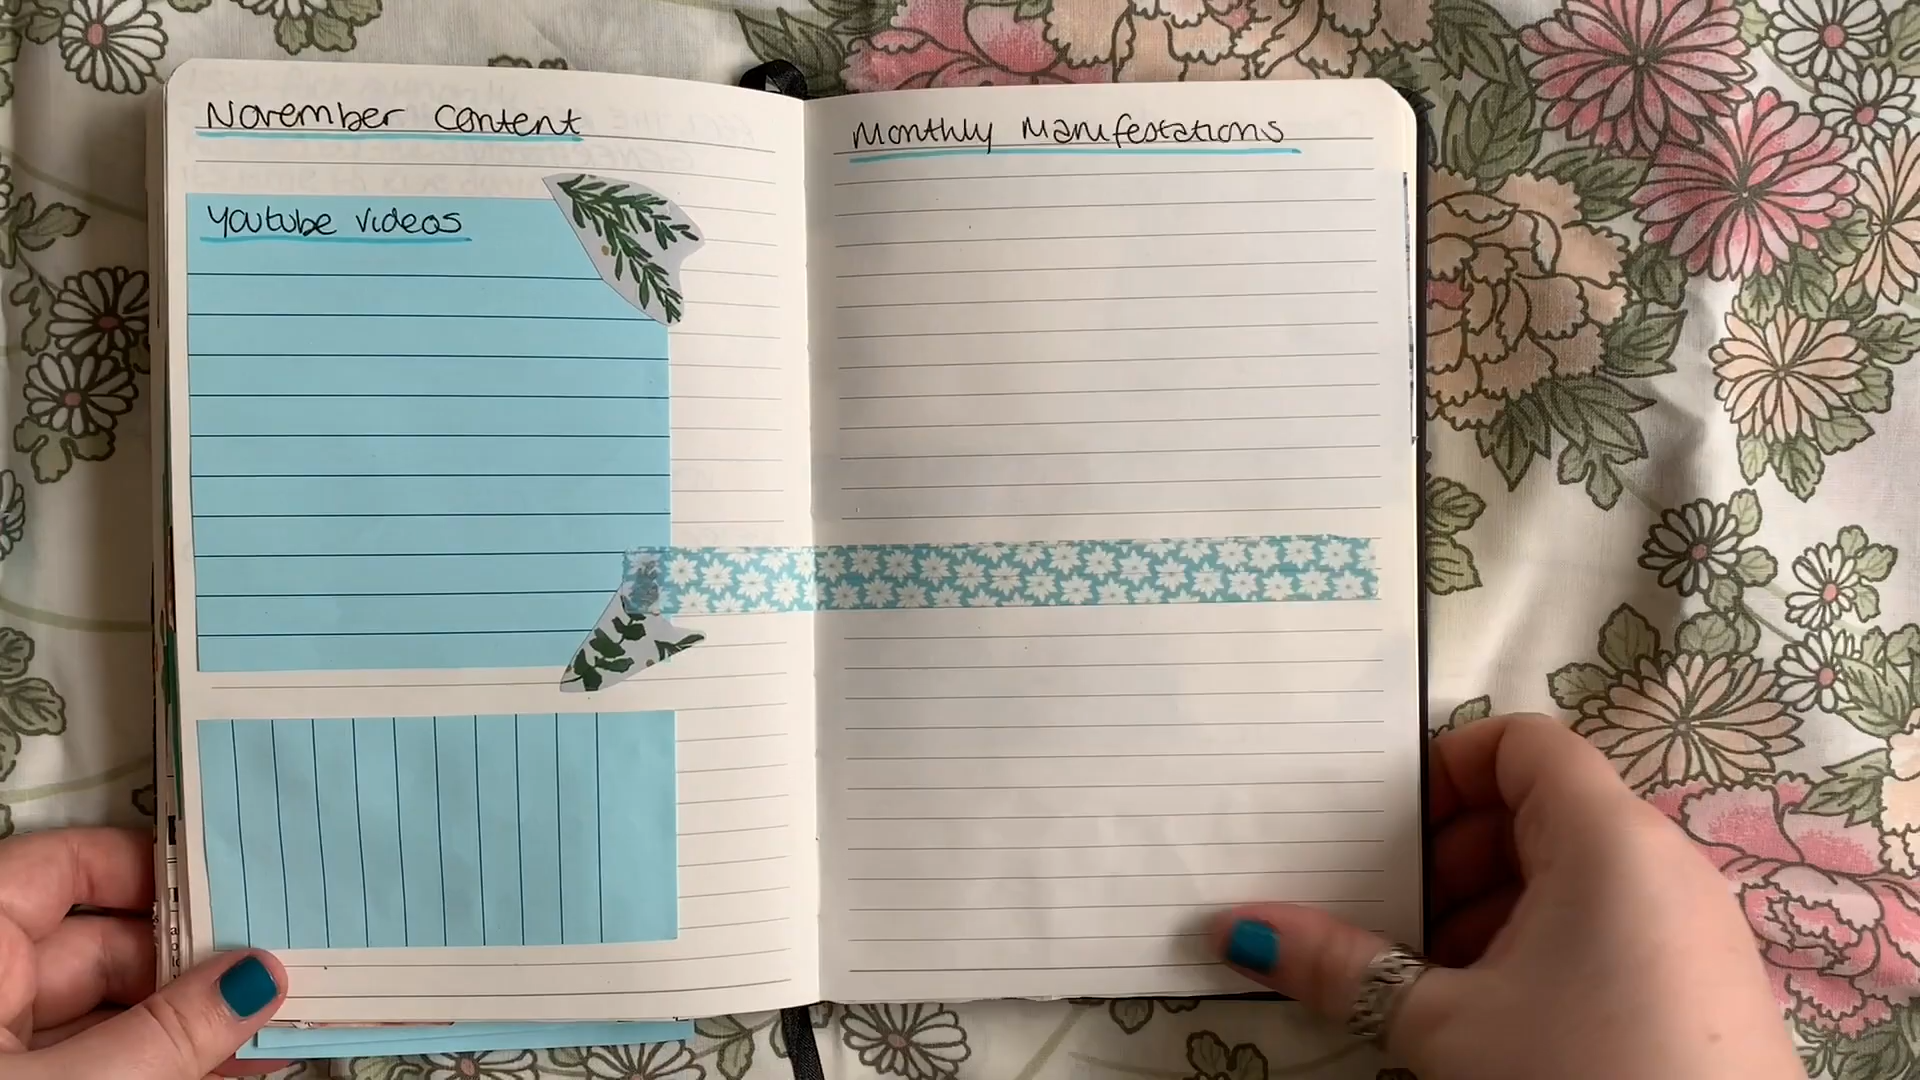 November Content
Youtube videos
Monthly Manifestations